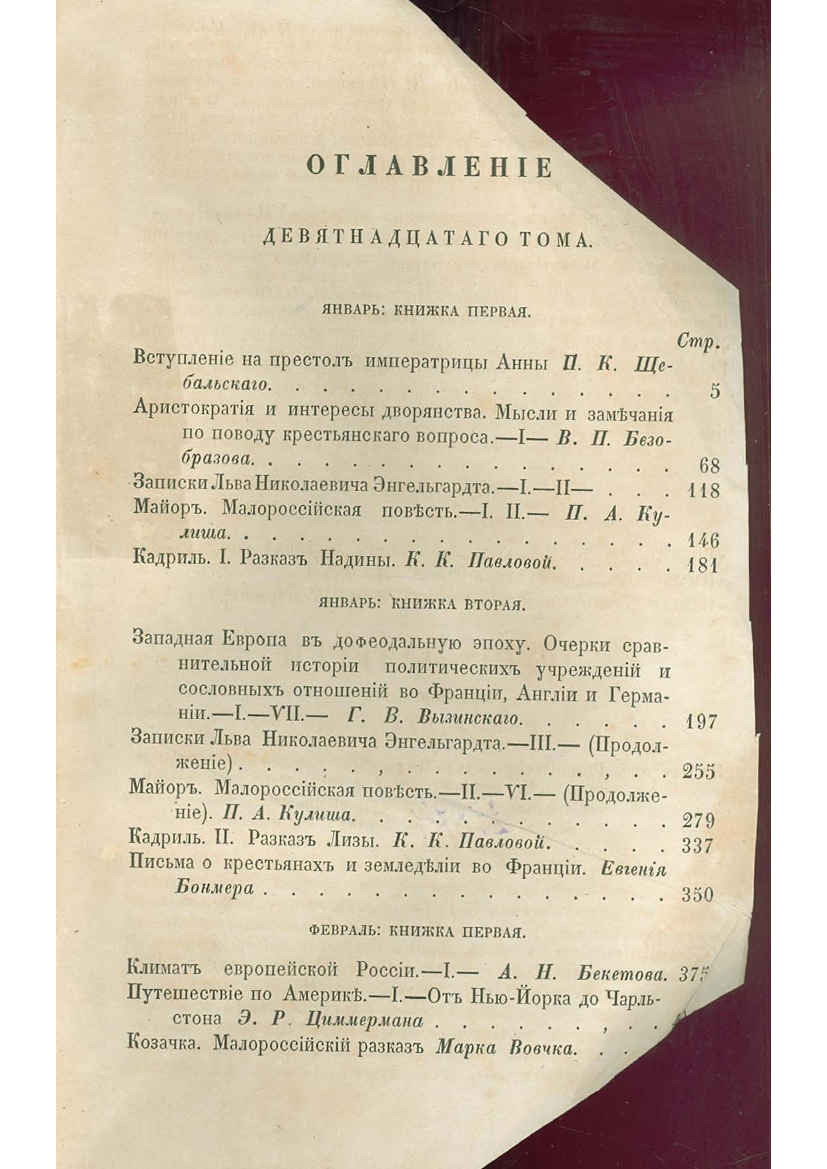 ОГЛАВЛЕНІЕ
ДЕВЯТНАДЦАТАГО ТОМА.
ЯНВАРЬ: КНИЖКА ПЕРВАЯ.
Стр.
Вступленіе на престолъ императрицы Анны П. К. Ще-
бальскаго. . . . . . . . . . . . . . . 5
Аристократія и интересы дворянства. Мысли и замѣчанія
по поводу крестьянскаго вопроса.—I— В. П. Безо-
бразова. . . . . . . . . . . . . . . . 68
Записки Льва Николаевича Энгельгардта.—I.—II— . . . 118
Майоръ. Малороссійская повѣсть.—I. II.— П. А. Ку-
лиша. . . . . . . . . . . . . . . . . 146
Кадриль. I. Разказъ Надины. К. К. Павловой. . . . . 181
ЯНВАРЬ: КНИЖКА ВТОРАЯ.
Западная Европа въ дофеодальную эпоху. Очерки срав-
нительной исторіи политическихъ учрежденій и
сословныхъ отношеній во Франціи, Англіи и Герма-
ніи.—I.—VII.— Г. В. Вызинскаго. . . . . . 197
Записки Льва Николаевича Энгельгардта.—III.— (Продол-
женіе) . . . . . , . . . . . . . , . . 255
Майоръ. Малороссійская повѣсть.—II.—VI.— (Продолже-
ніе). П. А. Кулиша. . . . . . . . . . . . 279
Кадриль. II. Разказъ Лизы. К. К. Павловой. . . . . 337
Письма о крестьянахъ и земледѣліи во Франціи. Евгенія
Бонмера . . . . . . . . . . . . . . . 350
ФЕВРАЛЬ: КНИЖКА ПЕРВАЯ.
Климатъ европейской Россіи.—I.— А. Н. Бекетова. 375
Путешествіе по Америкѣ.—I.—Отъ Нью-Йорка до Чарль-
стона Э. Р. Циммермана . . . . . . , . .
Козачка. Малороссійскій разказъ Марка Вовчка. . . .